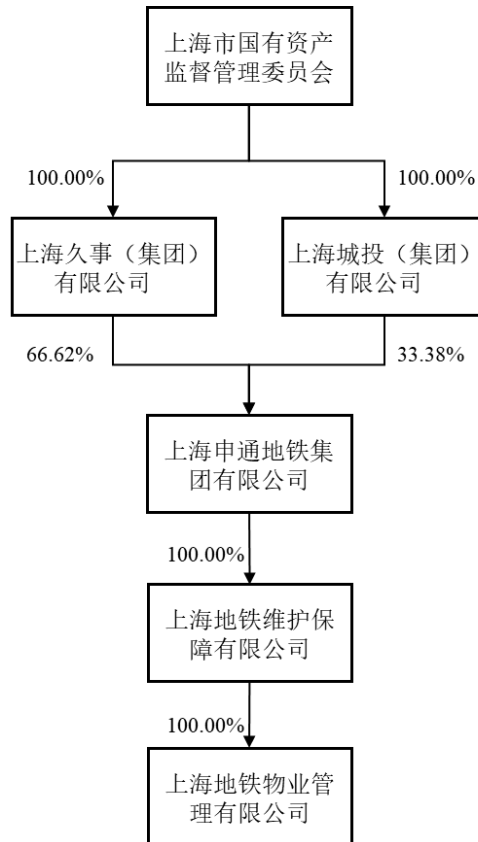 上海市国有资产
监督管理委员会
100.00%
100.00%
上海久事（集团）
有限公司
上海城投（集团）
有限公司
66.62%
33.38%
上海申通地铁集
团有限公司
100.00%
上海地铁维护保
障有限公司
100.00%
上海地铁物业管
理有限公司